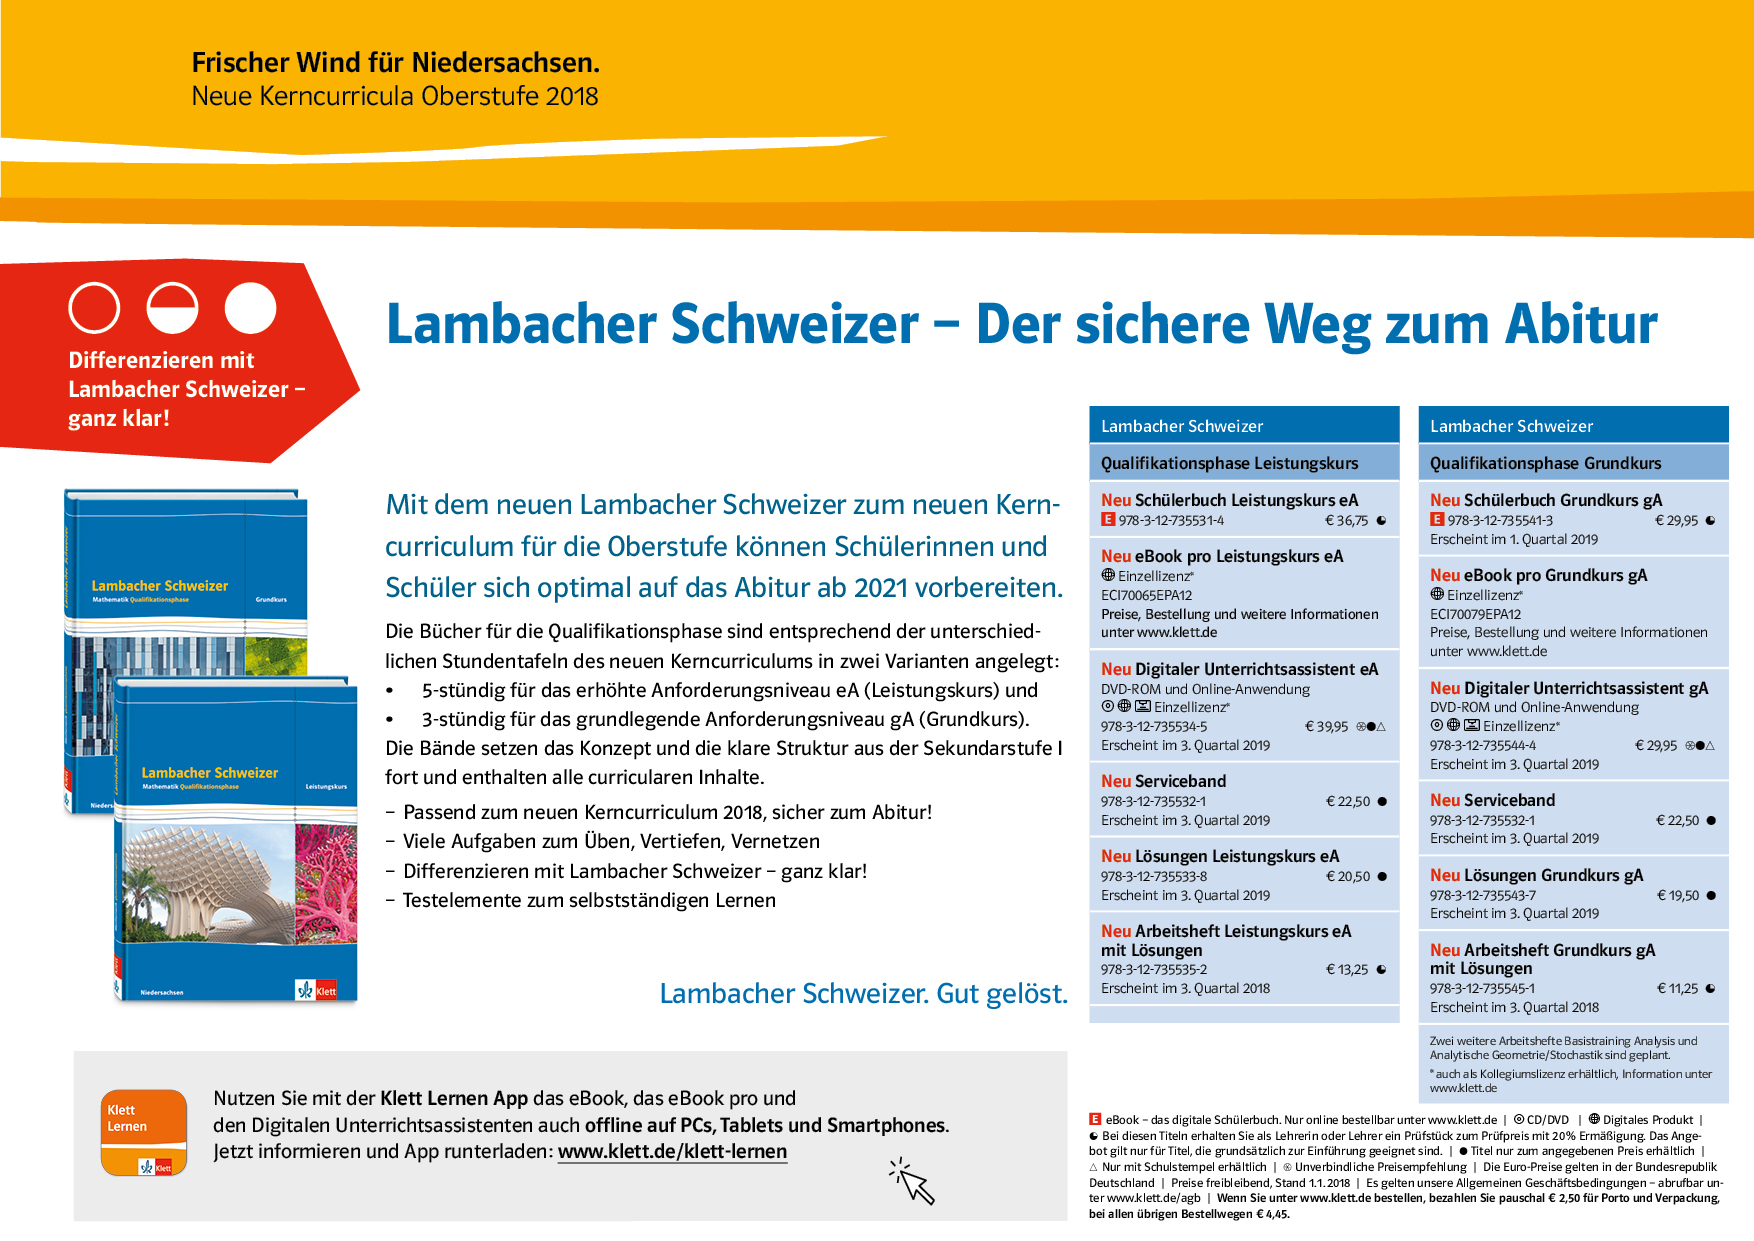 Frischer Wind für Niedersachsen.
Neue Kerncurricula Oberstufe 2018
Differenzieren mit
Lambacher Schweizer –
ganz klar!
Lambacher Schweizer – Der sichere Weg zum Abitur
Lambacher Schweizer
Mathematik Qualifikationsphase
Grundkurs
Lambacher Schweizer
Mathematik Qualifikationsphase
Leistungskurs
Niedersachsen
Klett
Mit dem neuen Lambacher Schweizer zum neuen Kern-
curriculum für die Oberstufe können Schülerinnen und
Schüler sich optimal auf das Abitur ab 2021 vorbereiten.
Die Bücher für die Qualifikationsphase sind entsprechend der unterschied-
lichen Stundentafeln des neuen Kerncurriculums in zwei Varianten angelegt:
• 5-stündig für das erhöhte Anforderungsniveau eA (Leistungskurs) und
• 3-stündig für das grundlegende Anforderungsniveau gA (Grundkurs).
Die Bände setzen das Konzept und die klare Struktur aus der Sekundarstufe I
fort und enthalten alle curricularen Inhalte.
– Passend zum neuen Kerncurriculum 2018, sicher zum Abitur!
– Viele Aufgaben zum Üben, Vertiefen, Vernetzen
– Differenzieren mit Lambacher Schweizer – ganz klar!
– Testelemente zum selbstständigen Lernen
Lambacher Schweizer. Gut gelöst.
Klett
Lernen
Klett
Nutzen Sie mit der Klett Lernen App das eBook, das eBook pro und
den Digitalen Unterrichtsassistenten auch offline auf PCs, Tablets und Smartphones.
Jetzt informieren und App runterladen: www.klett.de/klett-lernen
Lambacher Schweizer
Qualifikationsphase Leistungskurs
Neu Schülerbuch Leistungskurs eA
E 978-3-12-735531-4 € 36,75 ◔
Neu eBook pro Leistungskurs eA
Einzellizenz*
ECI70065EPA12
Preise, Bestellung und weitere Informationen
unter www.klett.de
Neu Digitaler Unterrichtsassistent eA
DVD-ROM und Online-Anwendung
Einzellizenz*
978-3-12-735534-5 € 39,95 ⊛●△
Erscheint im 3. Quartal 2019
Neu Serviceband
978-3-12-735532-1 € 22,50 ●
Erscheint im 3. Quartal 2019
Neu Lösungen Leistungskurs eA
978-3-12-735533-8 € 20,50 ●
Erscheint im 3. Quartal 2019
Neu Arbeitsheft Leistungskurs eA
mit Lösungen
978-3-12-735535-2 € 13,25 ◔
Erscheint im 3. Quartal 2018
Lambacher Schweizer
Qualifikationsphase Grundkurs
Neu Schülerbuch Grundkurs gA
E 978-3-12-735541-3 € 29,95 ◔
Erscheint im 1. Quartal 2019
Neu eBook pro Grundkurs gA
Einzellizenz*
ECI70079EPA12
Preise, Bestellung und weitere Informationen
unter www.klett.de
Neu Digitaler Unterrichtsassistent gA
DVD-ROM und Online-Anwendung
Einzellizenz*
978-3-12-735544-4 € 29,95 ⊛●△
Erscheint im 3. Quartal 2019
Neu Serviceband
978-3-12-735532-1 € 22,50 ●
Erscheint im 3. Quartal 2019
Neu Lösungen Grundkurs gA
978-3-12-735543-7 € 19,50 ●
Erscheint im 3. Quartal 2019
Neu Arbeitsheft Grundkurs gA
mit Lösungen
978-3-12-735545-1 € 11,25 ◔
Erscheint im 3. Quartal 2018
Zwei weitere Arbeitshefte Basistraining Analysis und
Analytische Geometrie/Stochastik sind geplant.
* auch als Kollegiumslizenz erhältlich, Information unter
www.klett.de
E eBook – das digitale Schülerbuch. Nur online bestellbar unter www.klett.de | CD/DVD | Digitales Produkt |
◔ Bei diesen Titeln erhalten Sie als Lehrerin oder Lehrer ein Prüfstück zum Prüfpreis mit 20% Ermäßigung. Das Ange-
bot gilt nur für Titel, die grundsätzlich zur Einführung geeignet sind. | ● Titel nur zum angegebenen Preis erhältlich |
△ Nur mit Schulstempel erhältlich | ⊛ Unverbindliche Preisempfehlung | Die Euro-Preise gelten in der Bundesrepublik
Deutschland | Preise freibleibend, Stand 1.1.2018 | Es gelten unsere Allgemeinen Geschäftsbedingungen – abrufbar un-
ter www.klett.de/agb | Wenn Sie unter www.klett.de bestellen, bezahlen Sie pauschal € 2,50 für Porto und Verpackung,
bei allen übrigen Bestellwegen € 4,45.